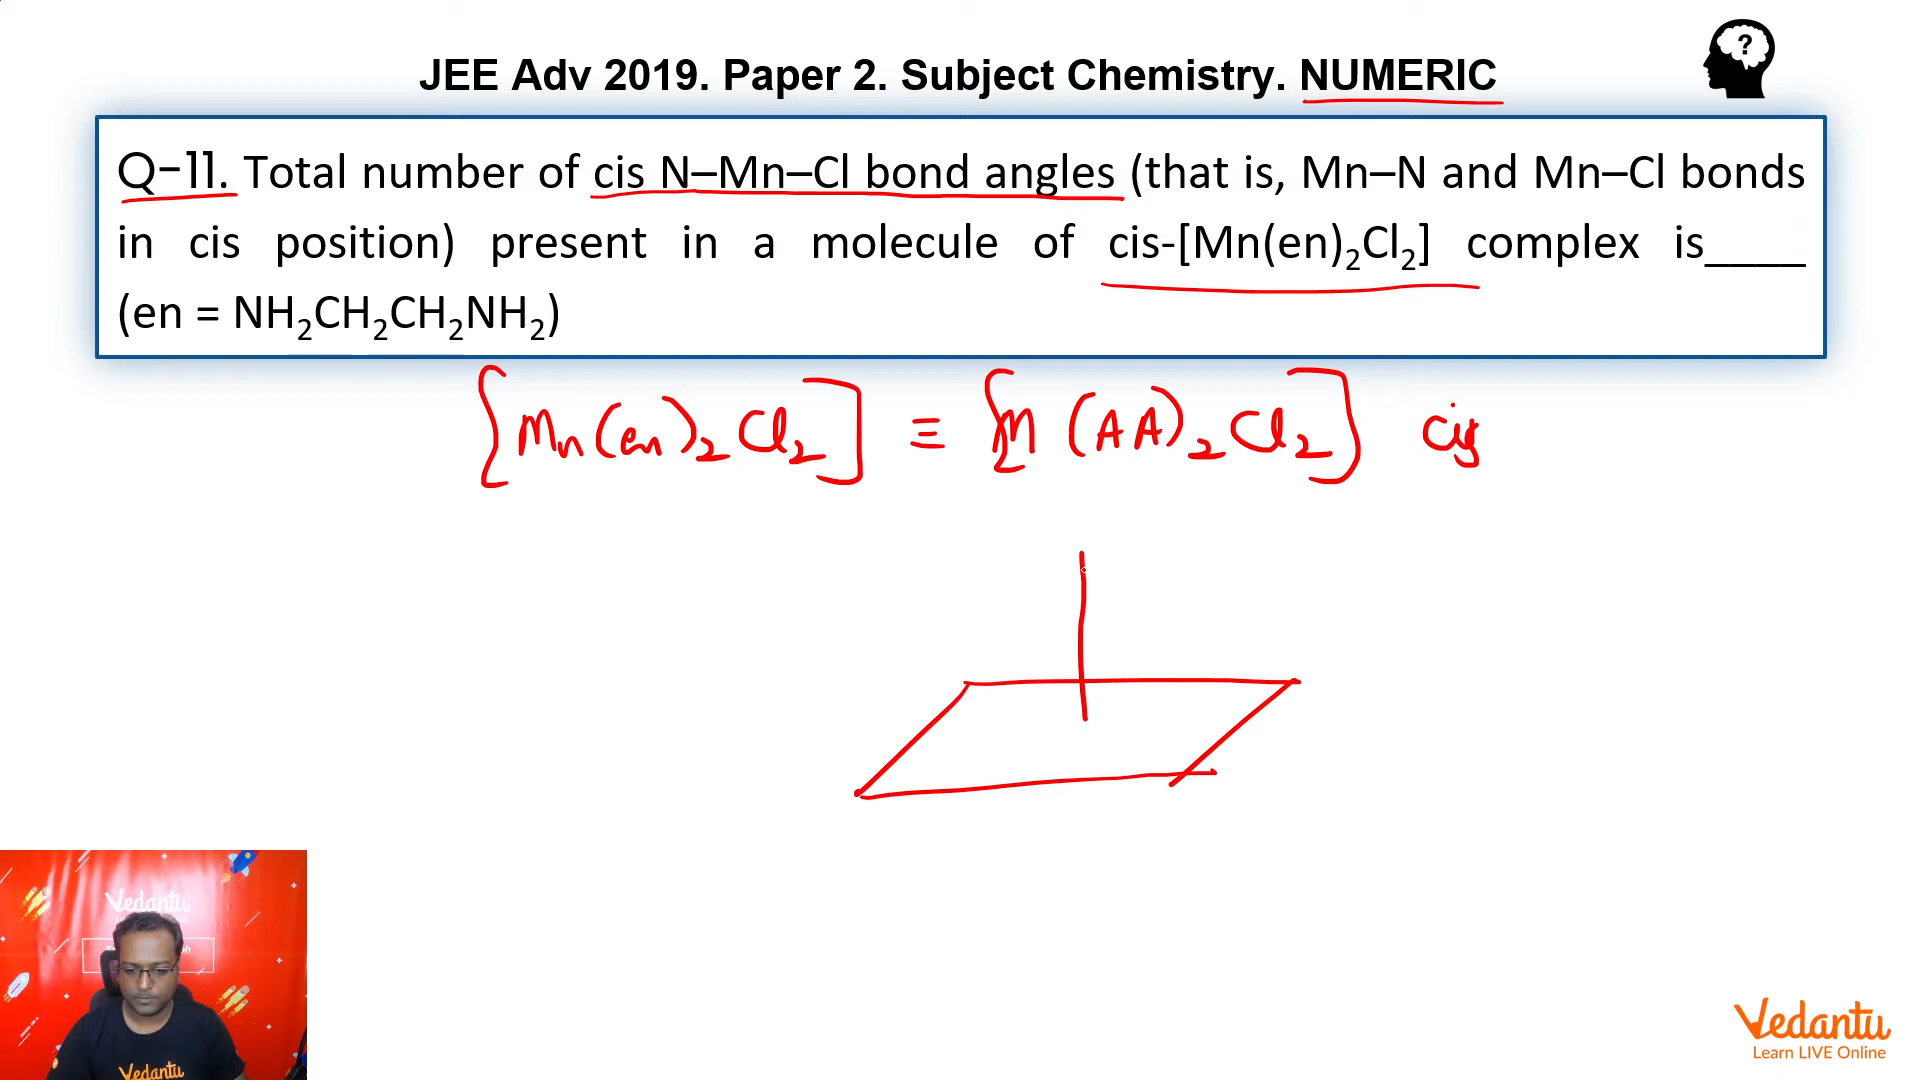 JEE Adv 2019. Paper 2. Subject Chemistry. NUMERIC
?
Q-11. Total number of cis N–Mn–Cl bond angles (that is, Mn–N and Mn–Cl bonds
in cis position) present in a molecule of cis-[Mn(en)₂Cl₂] complex is____
(en = NH₂CH₂CH₂NH₂)
[Mn(en)₂Cl₂] ≡ [M(AA)₂Cl₂] cis
Vedantu
Vedantu
Vedantu
Learn LIVE Online